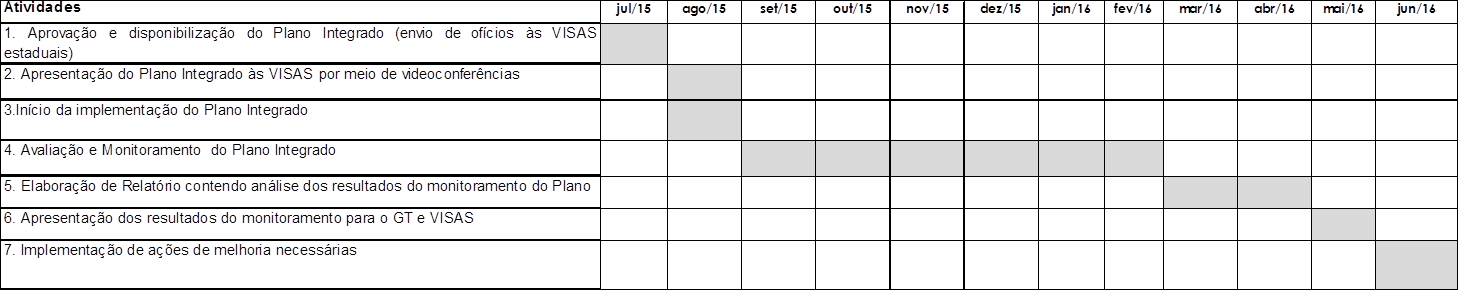 Atividades jul/15 ago/15 set/15 out/15 nov/15 dez/15 jan/16 fev/16 mar/16 abr/16 mai/16 jun/16
1. Aprovação e disponibilização do Plano Integrado (envio de ofícios às VISAS
estaduais)
2. Apresentação do Plano Integrado às VISAS por meio de videoconferências
3.Início da implementação do Plano Integrado
4. Avaliação e Monitoramento do Plano Integrado
5. Elaboração de Relatório contendo análise dos resultados do monitoramento do Plano
6. Apresentação dos resultados do monitoramento para o GT e VISAS
7. Implementação de ações de melhoria necessárias